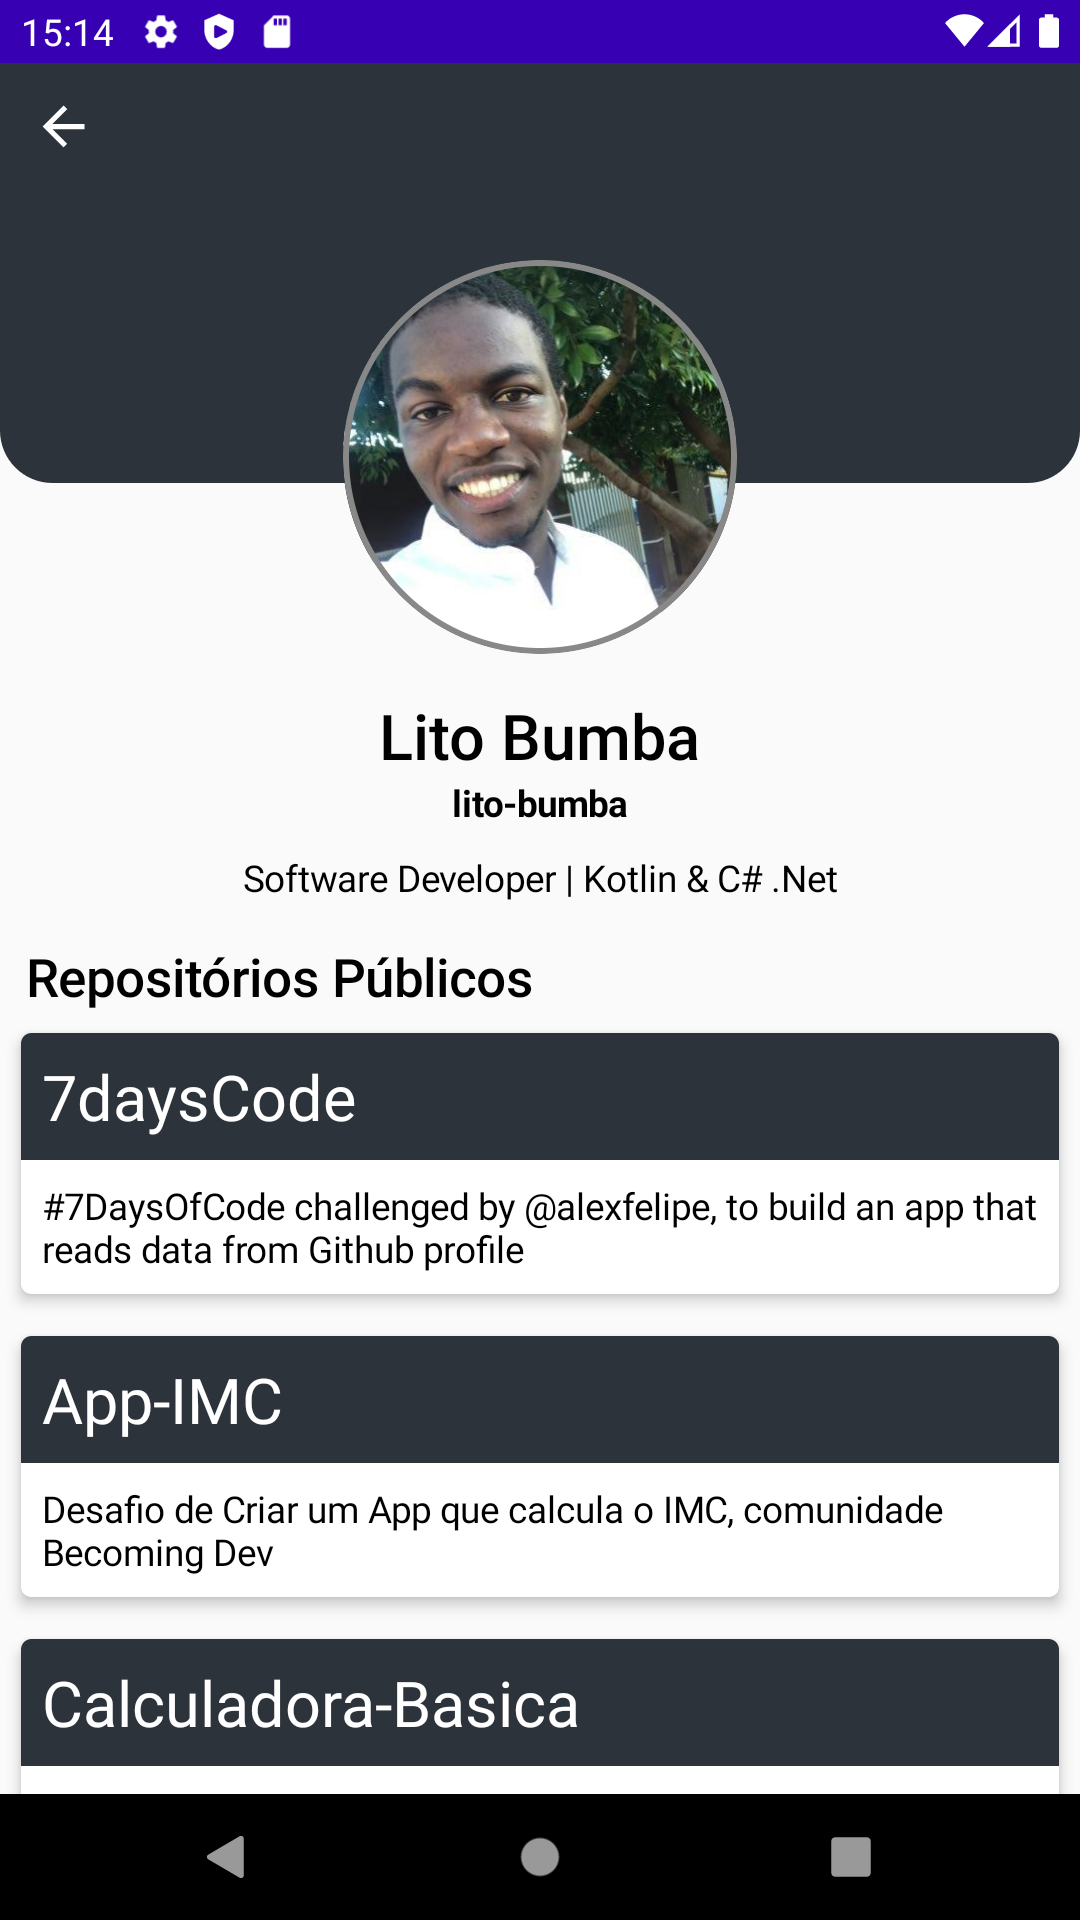 15:14
Lito Bumba
lito-bumba
Software Developer | Kotlin & C# .Net
Repositórios Públicos
7daysCode
#7DaysOfCode challenged by @alexfelipe, to build an app that
reads data from Github profile
App-IMC
Desafio de Criar um App que calcula o IMC, comunidade
Becoming Dev
Calculadora-Basica